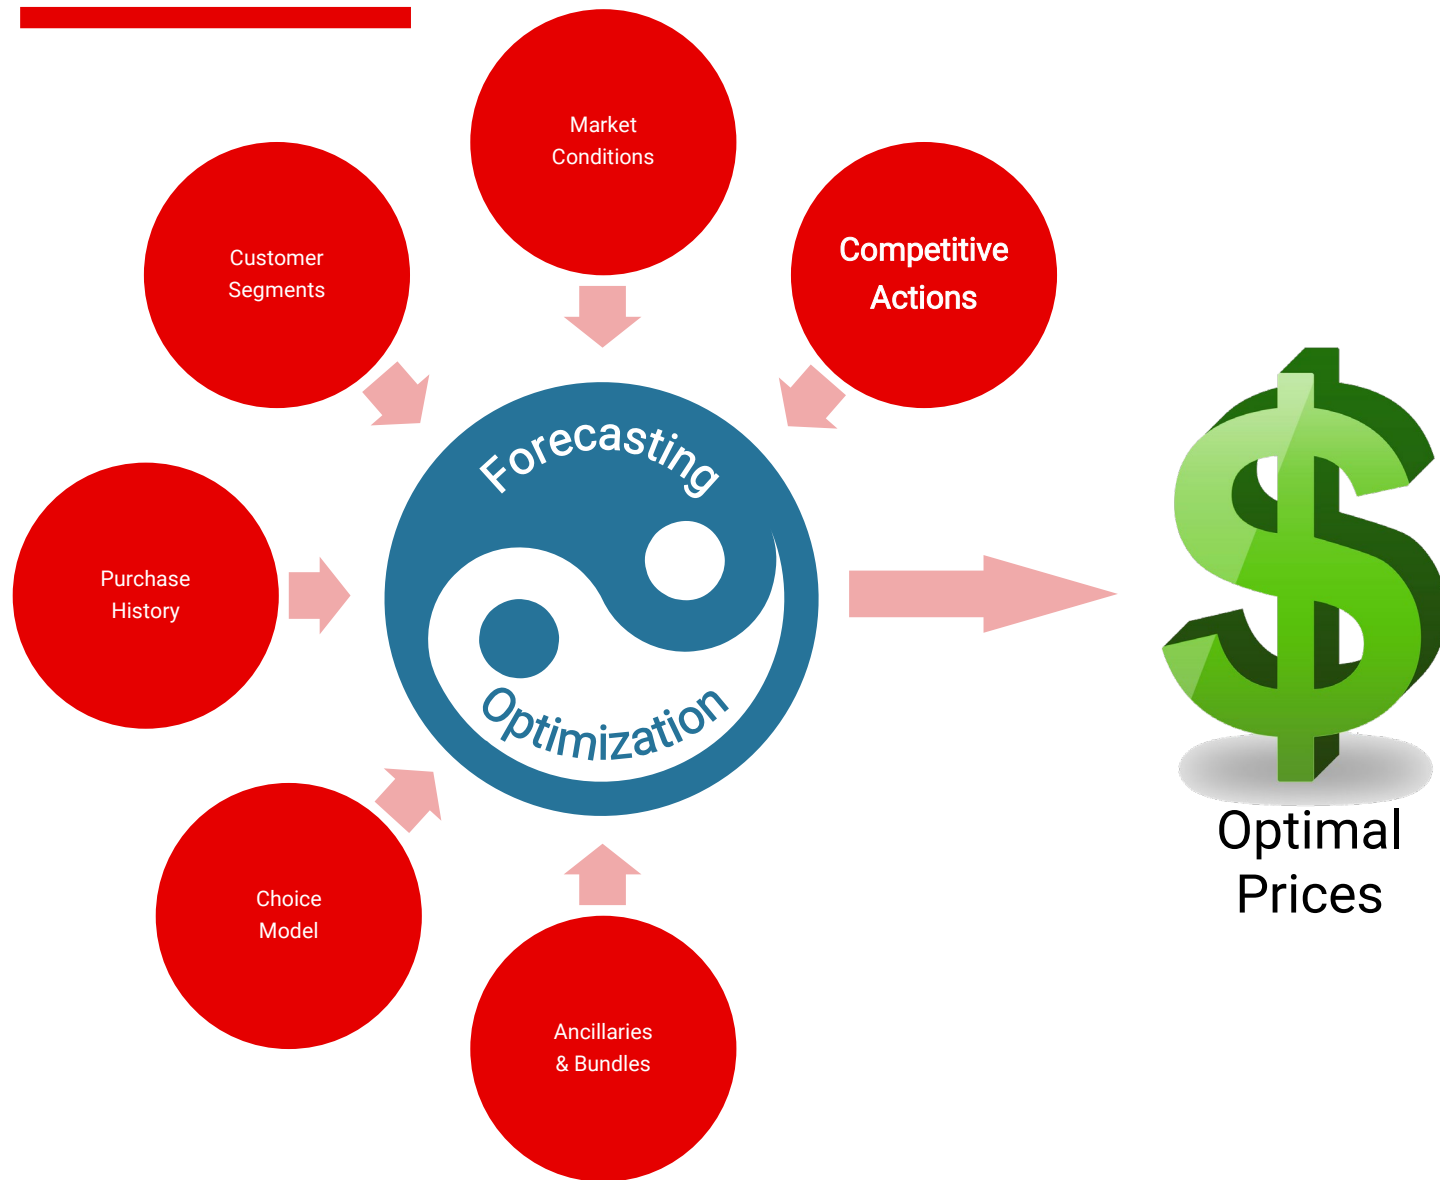 Market
Conditions
Customer
Segments
Competitive
Actions
Forecasting
Optimization
Purchase
History
Choice
Model
Ancillaries
& Bundles
Optimal
Prices